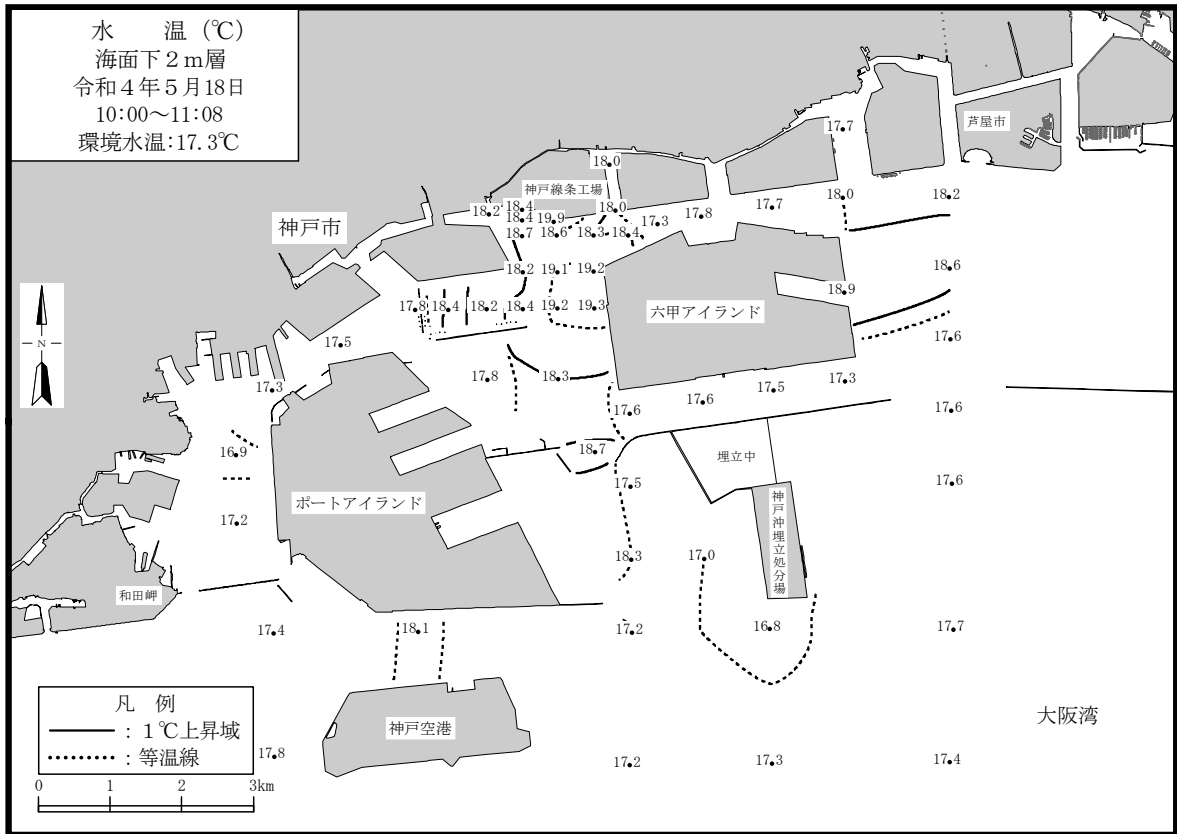 水　温 (℃)
海面下２ｍ層
令和４年５月18日
10:00～11:08
環境水温:17.3℃
17.7
芦屋市
18.0
神戸線条工場
18.0
18.2
18.2
18.4
18.0
18.4
19.9
17.3
17.8
17.7
神戸市
18.7
18.6
18.3
18.4
18.2
19.1
19.2
18.6
18.9
17.8
18.4
18.2
18.4
19.2
19.3
六甲アイランド
N
17.5
17.6
17.3
17.8
18.3
17.5
17.3
17.6
17.6
17.6
16.9
18.7
埋立中
17.5
17.6
ポートアイランド
17.2
神戸沖埋立処分場
18.3
17.0
和田岬
17.4
18.1
17.2
16.8
17.7
凡　例
：１℃上昇域
：等温線
神戸空港
大阪湾
17.8
17.2
17.3
17.4
0 1 2 3km